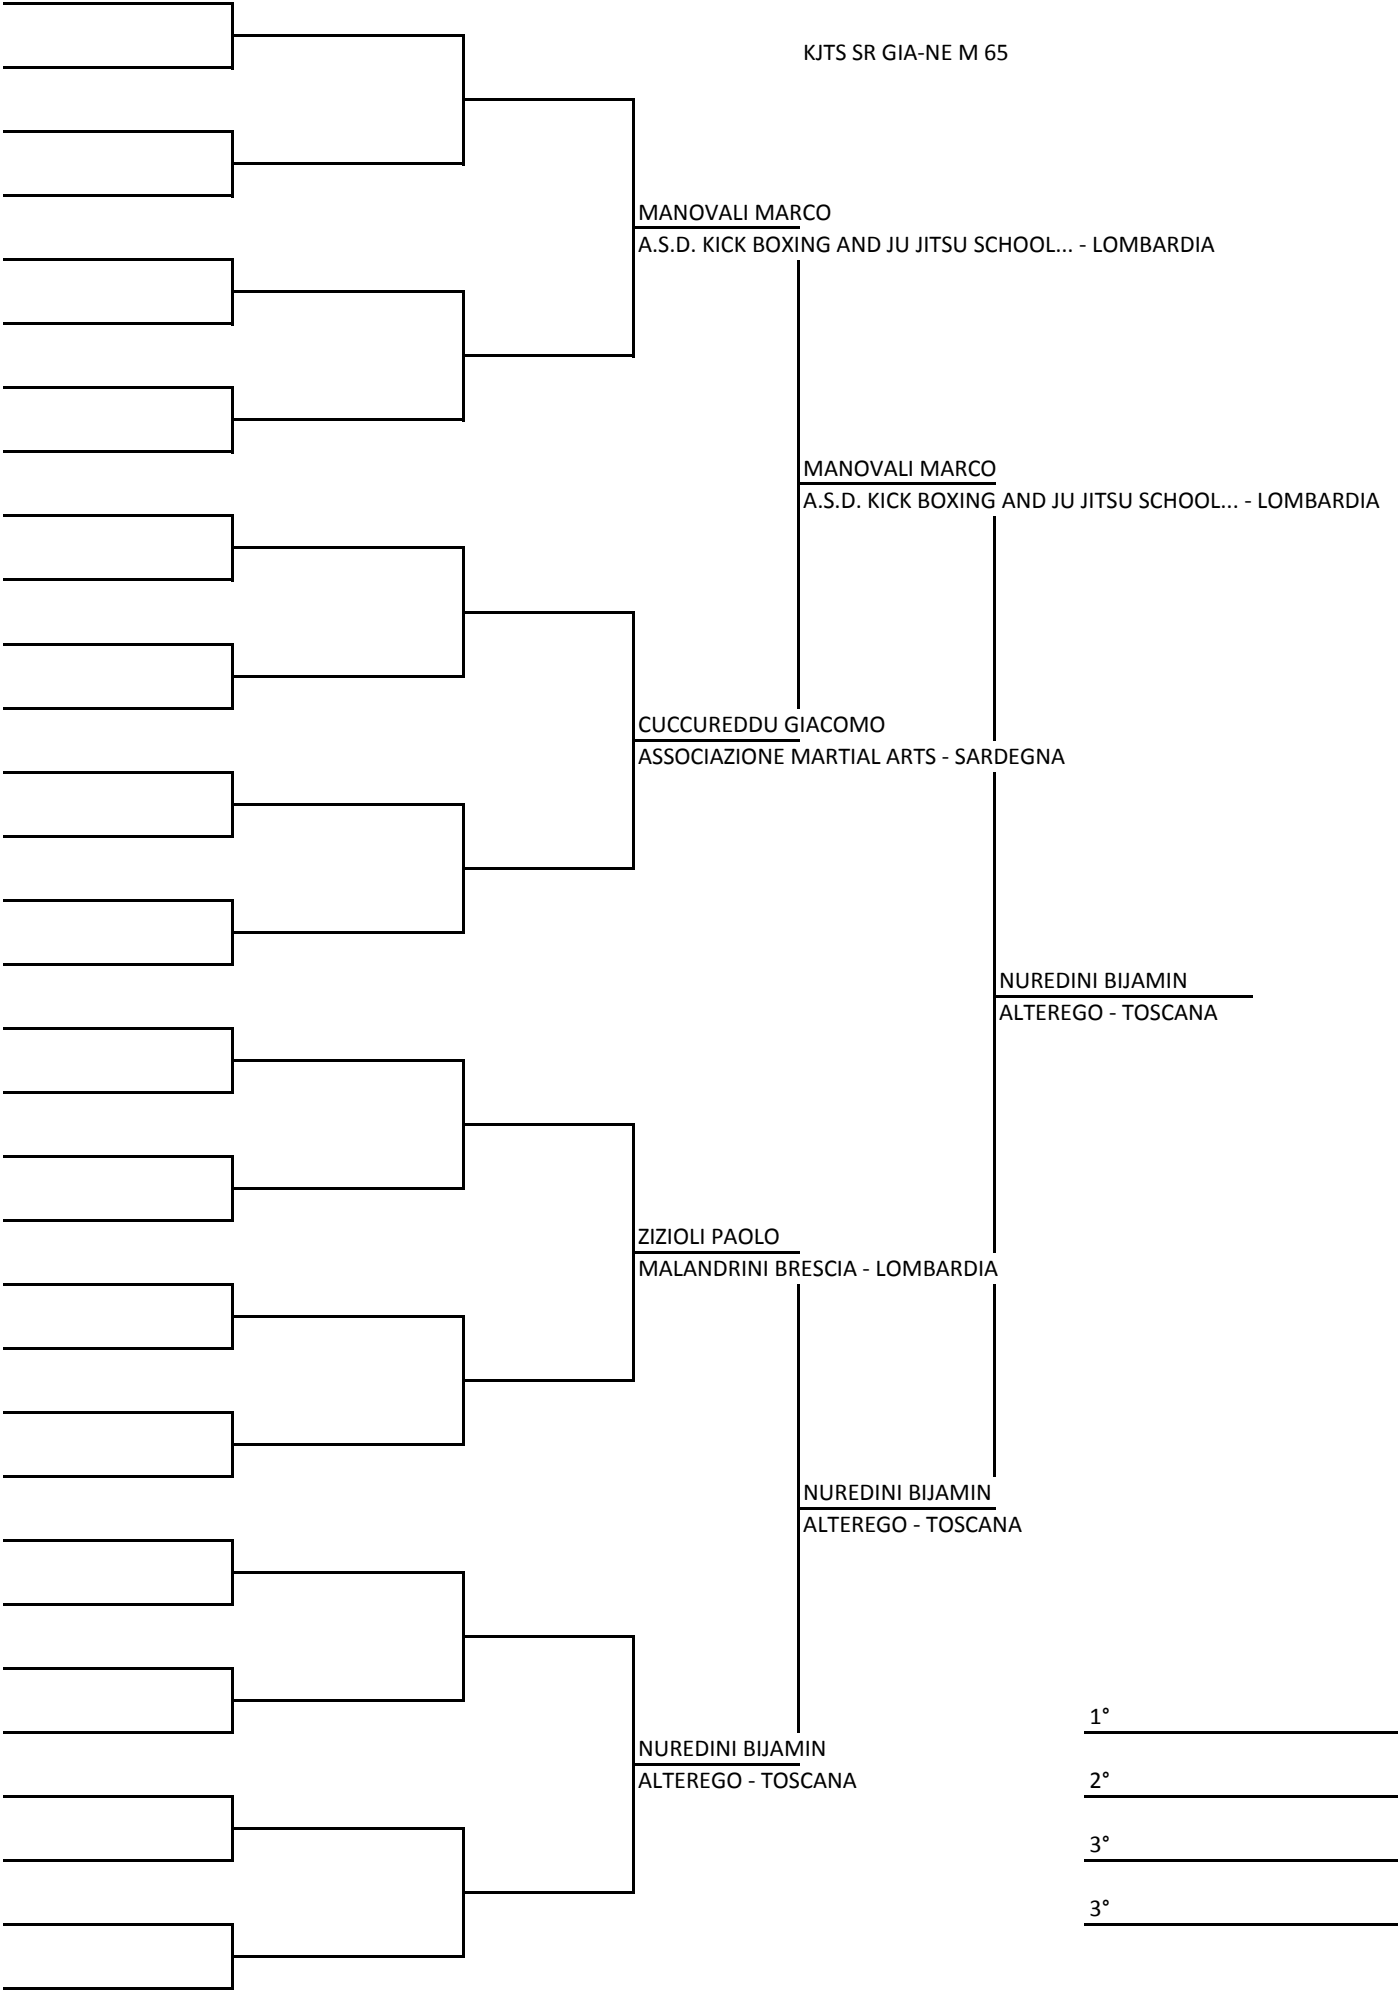 KJTS SR GIA-NE M 65
MANOVALI MARCO
A.S.D. KICK BOXING AND JU JITSU SCHOOL... - LOMBARDIA
MANOVALI MARCO
A.S.D. KICK BOXING AND JU JITSU SCHOOL... - LOMBARDIA
CUCCUREDDU GIACOMO
ASSOCIAZIONE MARTIAL ARTS - SARDEGNA
NUREDINI BIJAMIN
ALTEREGO - TOSCANA
ZIZIOLI PAOLO
MALANDRINI BRESCIA - LOMBARDIA
NUREDINI BIJAMIN
ALTEREGO - TOSCANA
1°
NUREDINI BIJAMIN
ALTEREGO - TOSCANA
2°
3°
3°